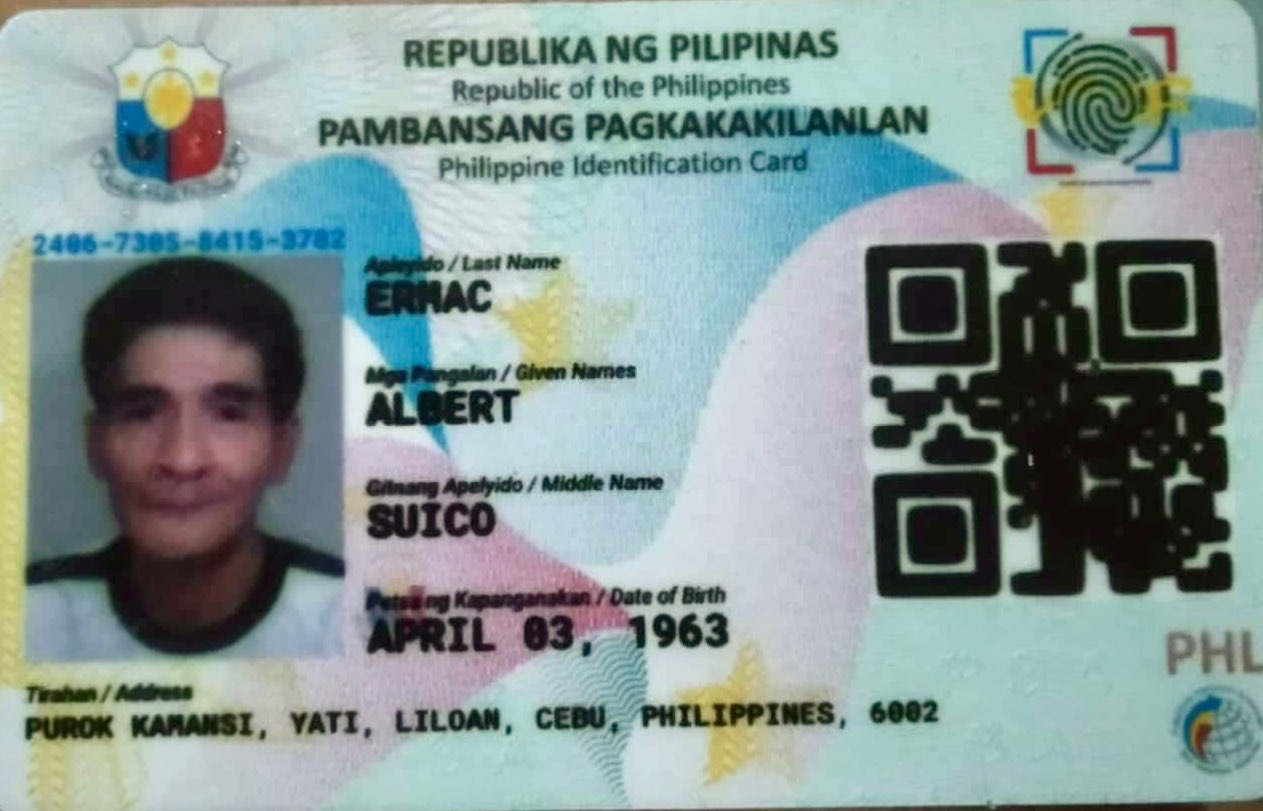 REPUBLIKA NG PILIPINAS
Republic of the Philippines
PAMBANSANG PAGKAKAKILANLAN
Philippine Identification Card
2406-7305-8415-3782
Apelyido / Last Name
ERMAC
Mga Pangalan / Given Names
ALBERT
Gitnang Apelyido / Middle Name
SUICO
Petsa ng Kapanganakan / Date of Birth
APRIL 03, 1963
PHL
Tirahan / Address
PUROK KAMANSI, YATI, LILOAN, CEBU, PHILIPPINES, 6002